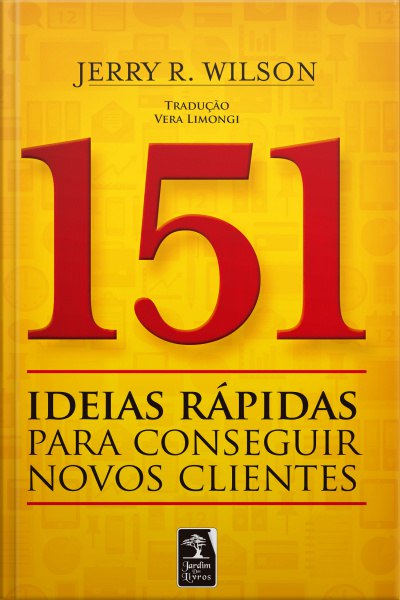 JERRY R. WILSON
TRADUÇÃO
VERA LIMONGI
151
IDEIAS RÁPIDAS
PARA CONSEGUIR
NOVOS CLIENTES
Jardim
Dos
Livros